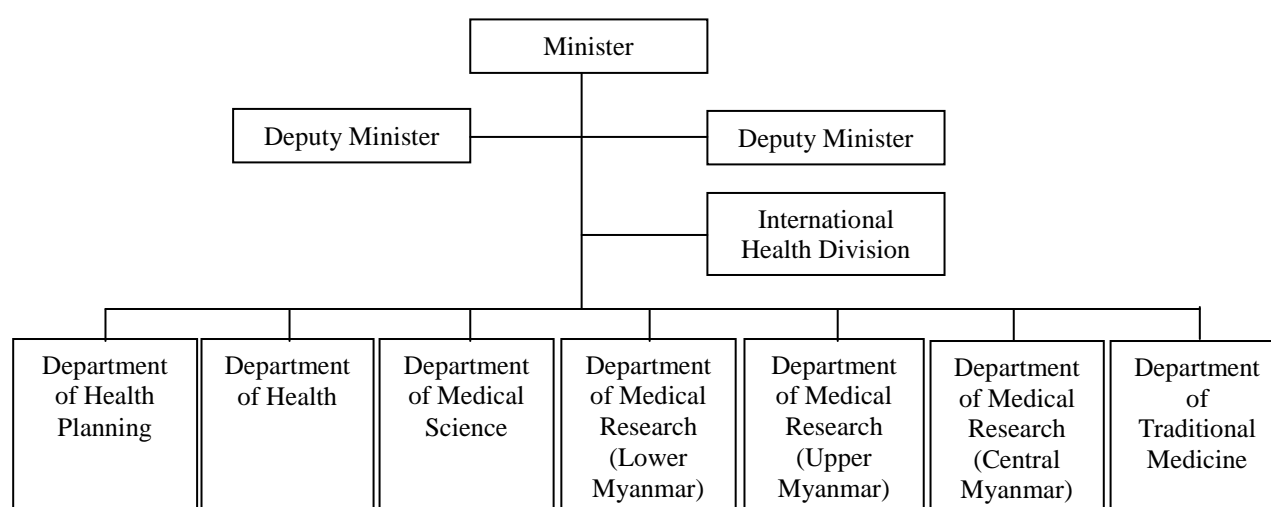 Minister
Deputy Minister
Deputy Minister
International
Health Division
Department
of Health
Planning
Department
of Health
Department
of Medical
Science
Department
of Medical
Research
(Lower
Myanmar)
Department
of Medical
Research
(Upper
Myanmar)
Department
of Medical
Research
(Central
Myanmar)
Department
of
Traditional
Medicine